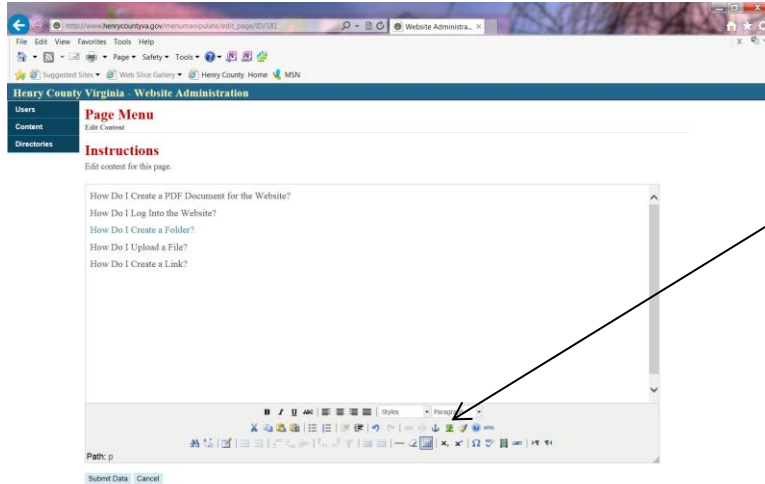 http://www.henrycountyva.gov/menumanipulate/edit_page/ID/181
Website Administra...
File Edit View Favorites Tools Help
Page Safety Tools
Suggested Sites Web Slice Gallery Henry County Home MSN
Henry County Virginia - Website Administration
Users
Content
Directories
Page Menu
Edit Content
Instructions
Edit content for this page.
How Do I Create a PDF Document for the Website?
How Do I Log Into the Website?
How Do I Create a Folder?
How Do I Upload a File?
How Do I Create a Link?
B I U ABC Styles Paragraph
HTML
Path: p
Submit Data Cancel